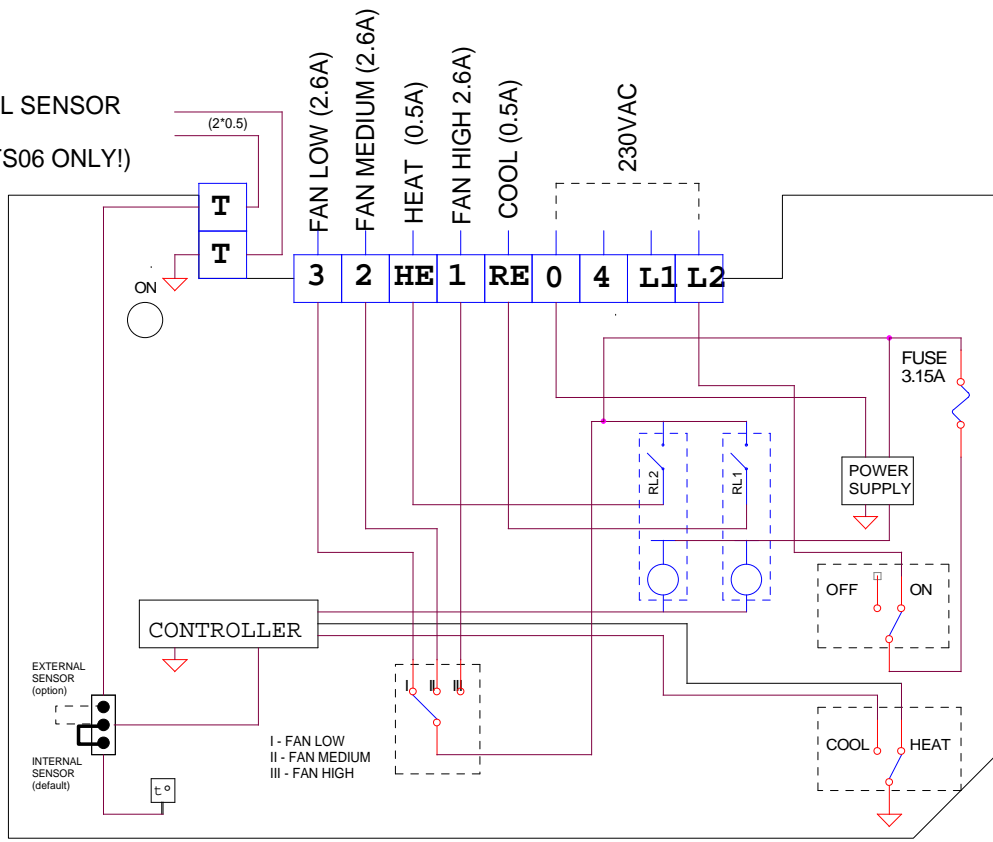 L SENSOR
(2*0.5)
S06 ONLY!)
FAN LOW (2.6A)
FAN MEDIUM (2.6A)
HEAT (0.5A)
FAN HIGH 2.6A)
COOL (0.5A)
230VAC
T
T
3 2 HE 1 RE 0 4 L1 L2
ON
FUSE
3.15A
RL2
RL1
POWER
SUPPLY
OFF
ON
CONTROLLER
EXTERNAL
SENSOR
(option)
I II III
I - FAN LOW
II - FAN MEDIUM
III - FAN HIGH
COOL
HEAT
INTERNAL
SENSOR
(default)
t°